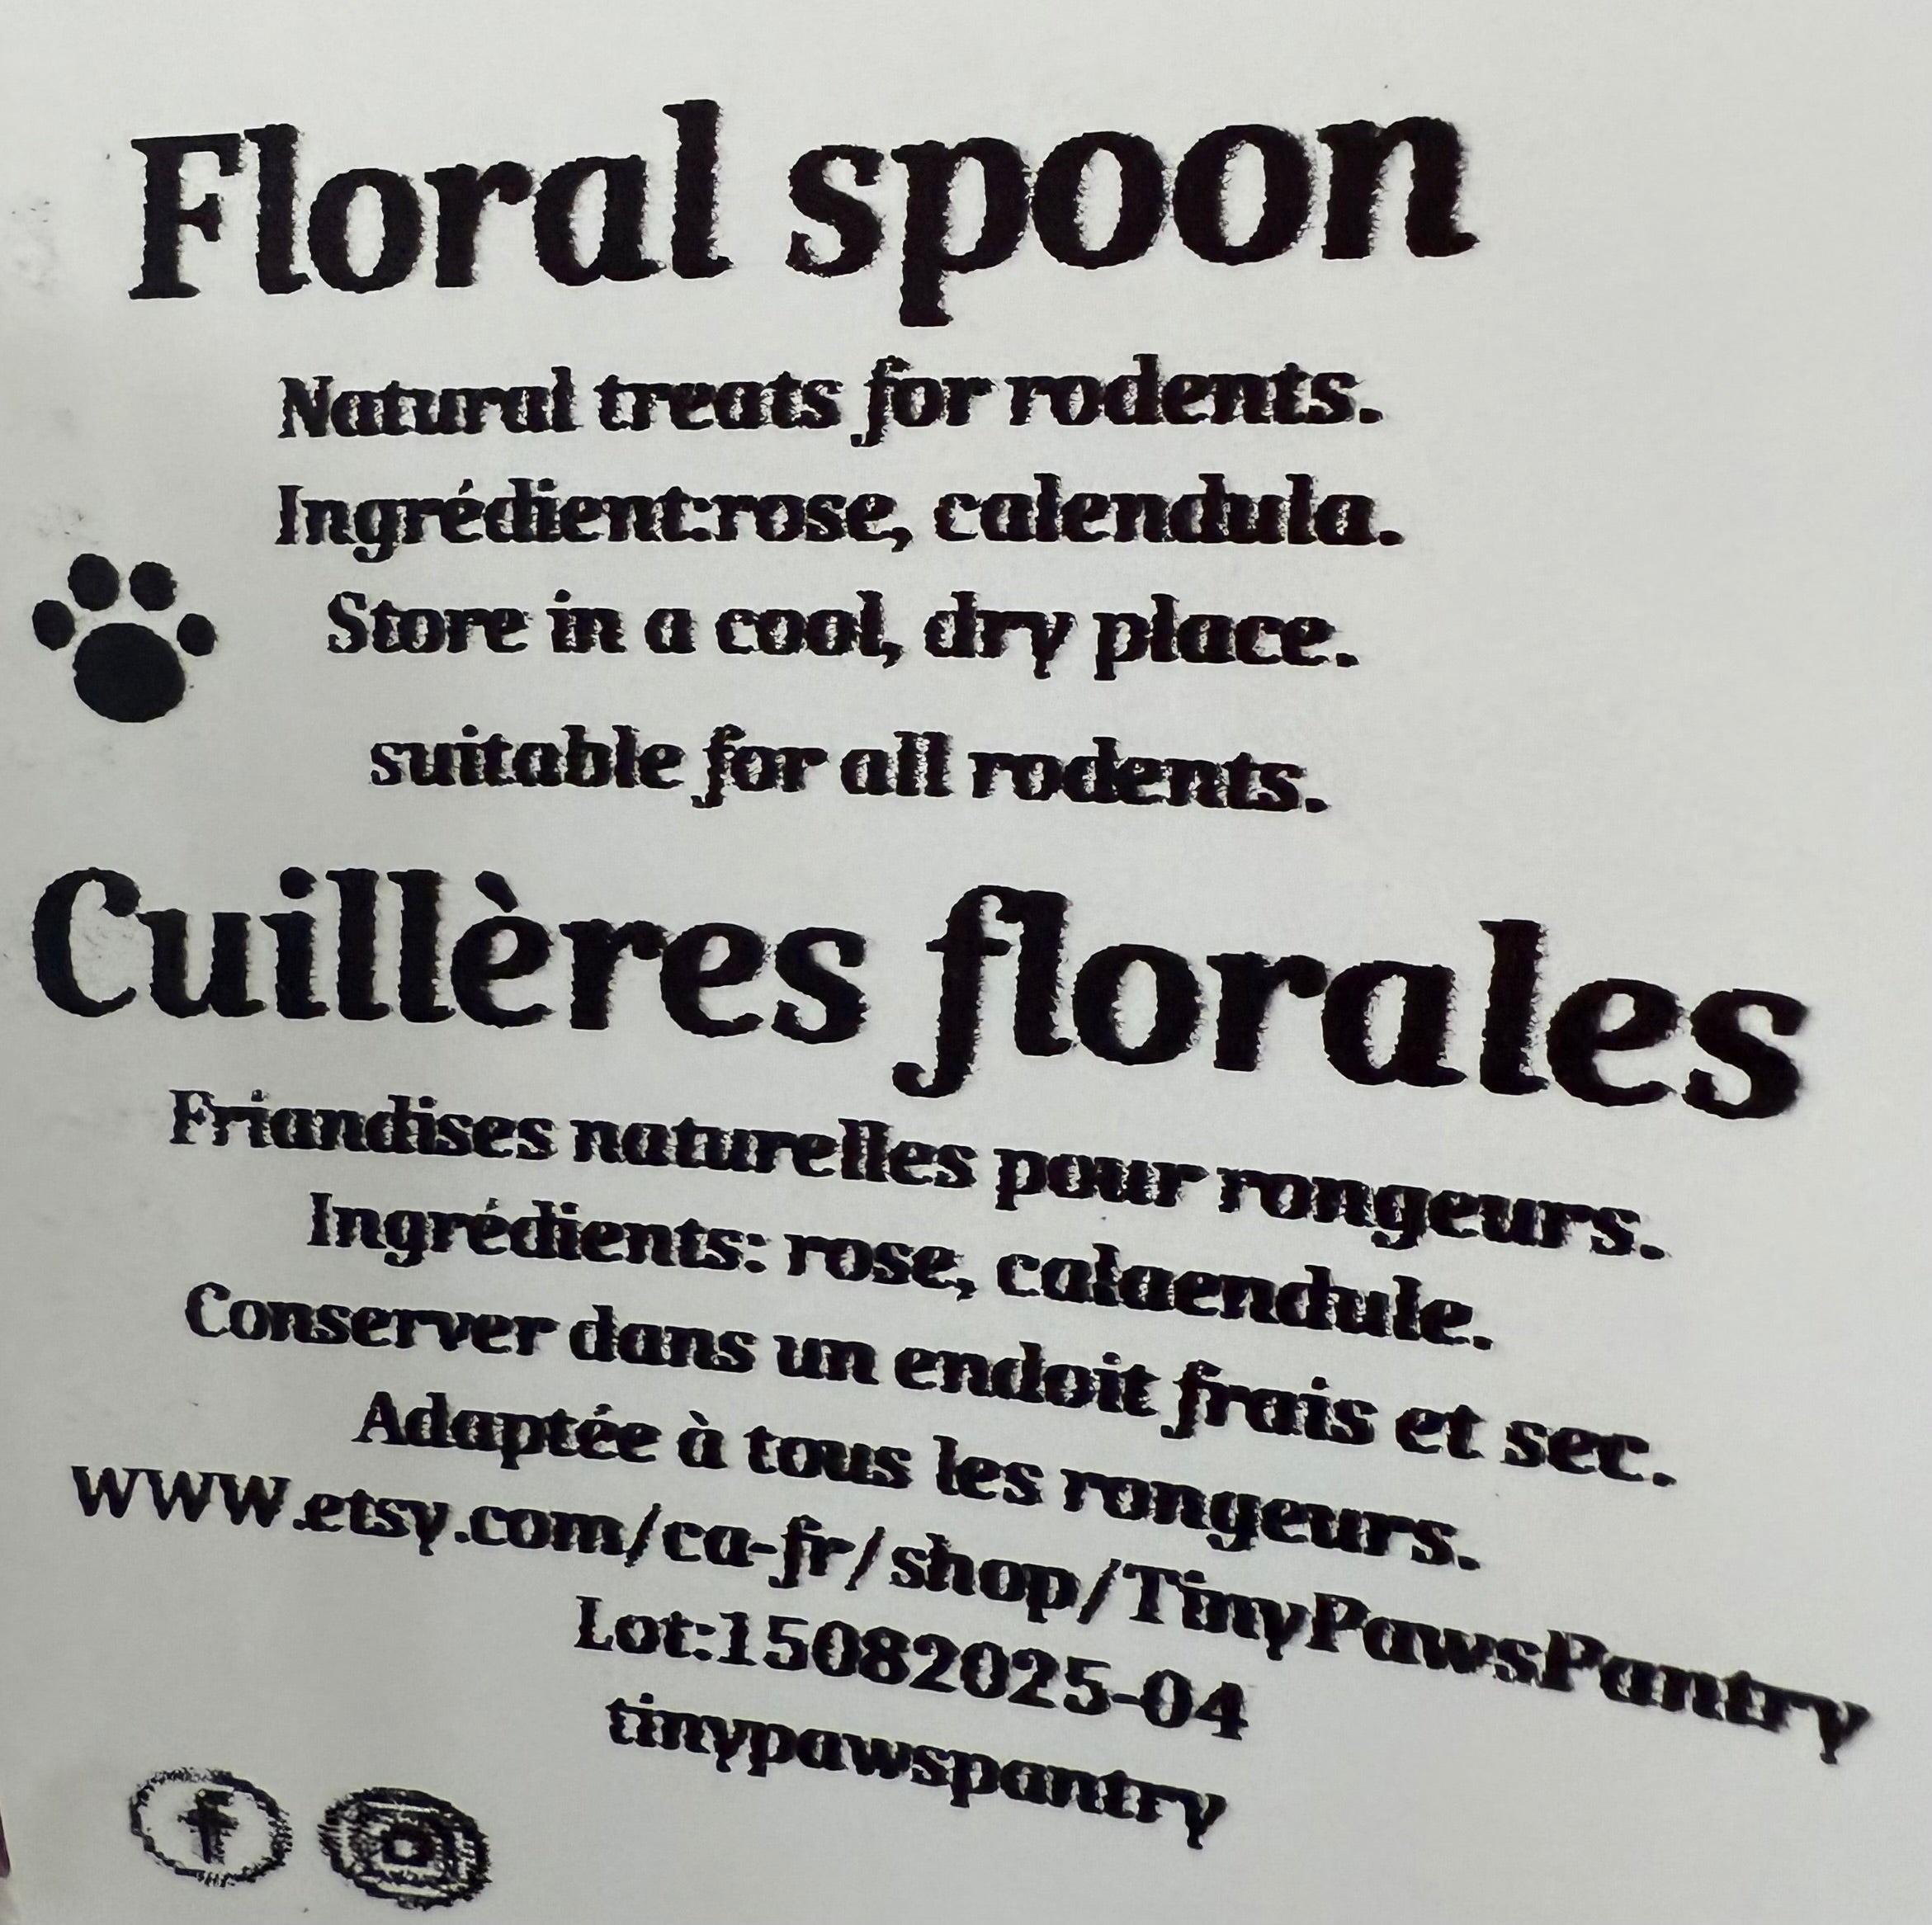 Floral spoon
Natural treats for rodents.
Ingrédient:rose, calendula.
Store in a cool, dry place.
suitable for all rodents.
Cuillères florales
Friandises naturelles pour rongeurs.
Ingrédients: rose, calaendule.
Conserver dans un endoit frais et sec.
Adaptée à tous les rongeurs.
www.etsy.com/ca-fr/shop/TinyPawsPantry
Lot:15082025-04
tinypawspantry